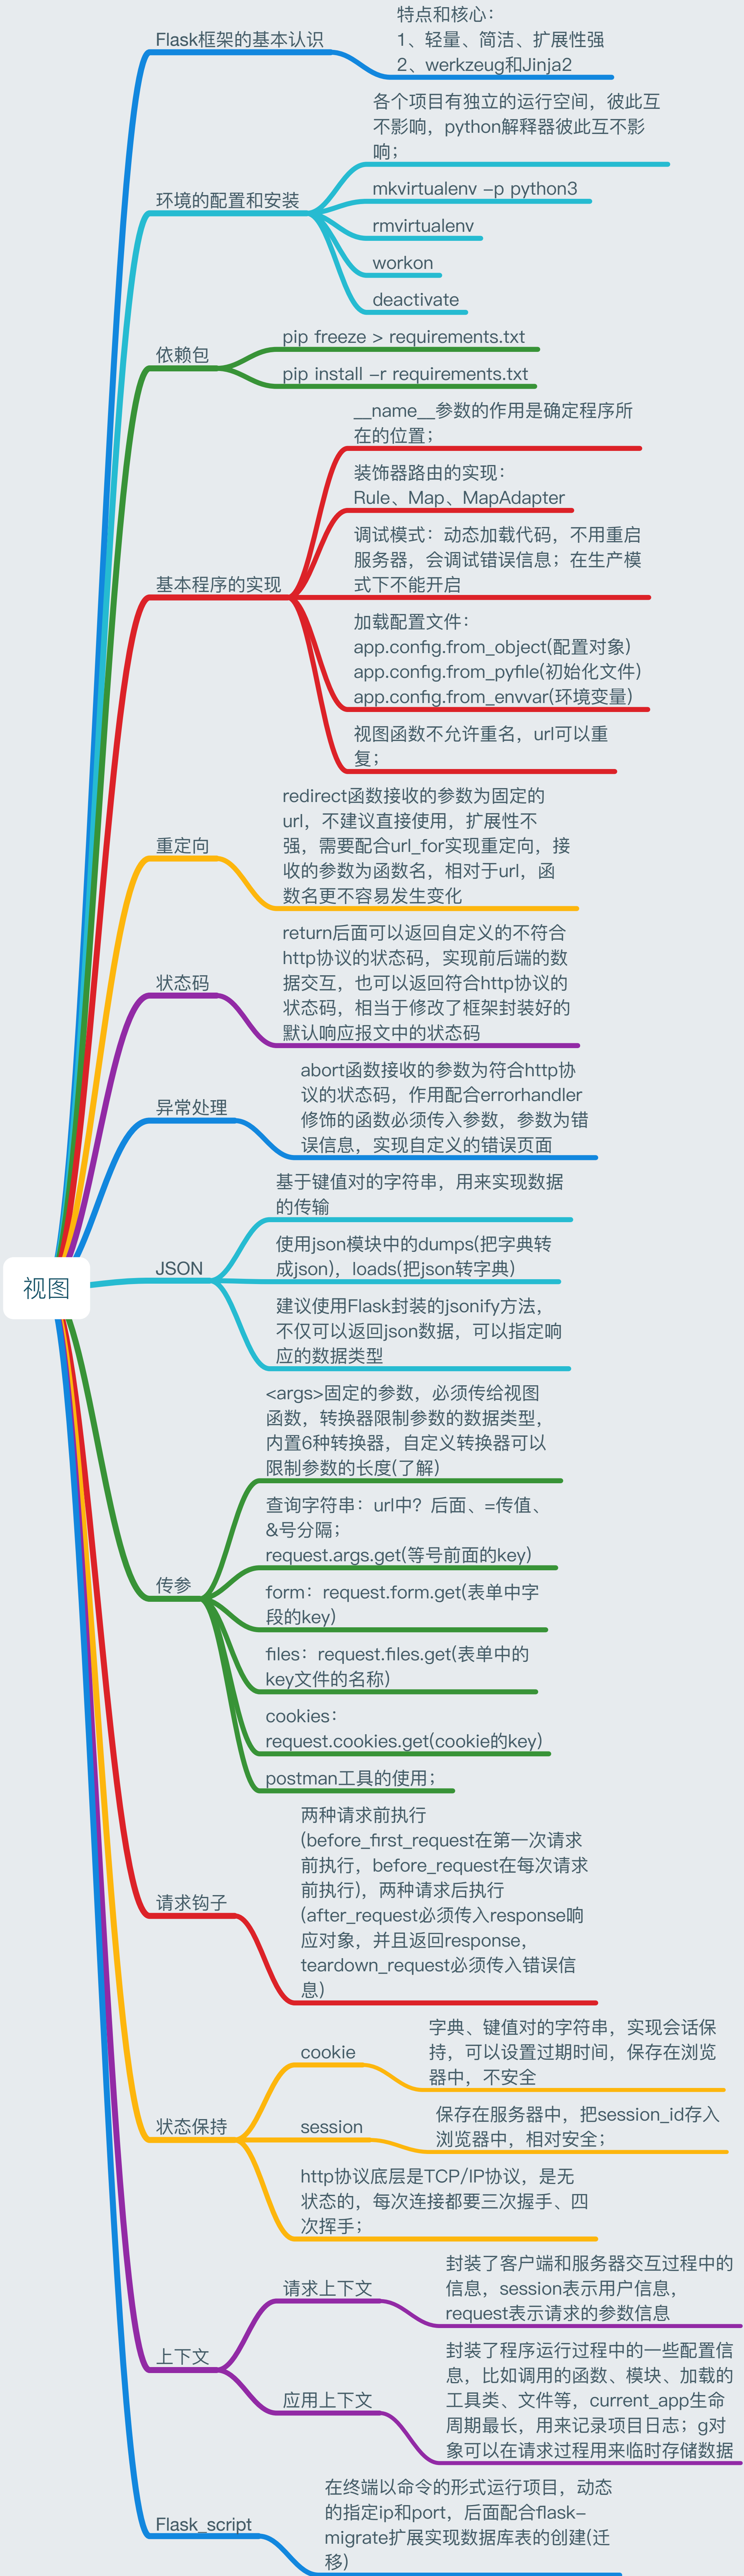 视图
Flask框架的基本认识
特点和核心：
1、轻量、简洁、扩展性强
2、werkzeug和Jinja2
环境的配置和安装
各个项目有独立的运行空间，彼此互
不影响，python解释器彼此互不影
响；
mkvirtualenv -p python3
rmvirtualenv
workon
deactivate
依赖包
pip freeze > requirements.txt
pip install -r requirements.txt
基本程序的实现
__name__参数的作用是确定程序所
在的位置；
装饰器路由的实现：
Rule、Map、MapAdapter
调试模式：动态加载代码，不用重启
服务器，会调试错误信息；在生产模
式下不能开启
加载配置文件：
app.config.from_object(配置对象)
app.config.from_pyfile(初始化文件)
app.config.from_envvar(环境变量)
视图函数不允许重名，url可以重
复；
重定向
redirect函数接收的参数为固定的
url，不建议直接使用，扩展性不
强，需要配合url_for实现重定向，接
收的参数为函数名，相对于url，函
数名更不容易发生变化
状态码
return后面可以返回自定义的不符合
http协议的状态码，实现前后端的数
据交互，也可以返回符合http协议的
状态码，相当于修改了框架封装好的
默认响应报文中的状态码
异常处理
abort函数接收的参数为符合http协
议的状态码，作用配合errorhandler
修饰的函数必须传入参数，参数为错
误信息，实现自定义的错误页面
JSON
基于键值对的字符串，用来实现数据
的传输
使用json模块中的dumps(把字典转
成json)，loads(把json转字典)
建议使用Flask封装的jsonify方法，
不仅可以返回json数据，可以指定响
应的数据类型
传参
<args>固定的参数，必须传给视图
函数，转换器限制参数的数据类型，
内置6种转换器，自定义转换器可以
限制参数的长度(了解)
查询字符串：url中？后面、=传值、
&号分隔；
request.args.get(等号前面的key)
form：request.form.get(表单中字
段的key)
files：request.files.get(表单中的
key文件的名称)
cookies：
request.cookies.get(cookie的key)
postman工具的使用；
请求钩子
两种请求前执行
(before_first_request在第一次请求
前执行，before_request在每次请求
前执行)，两种请求后执行
(after_request必须传入response响
应对象，并且返回response，
teardown_request必须传入错误信
息)
状态保持
cookie
字典、键值对的字符串，实现会话保
持，可以设置过期时间，保存在浏览
器中，不安全
session
保存在服务器中，把session_id存入
浏览器中，相对安全；
http协议底层是TCP/IP协议，是无
状态的，每次连接都要三次握手、四
次挥手；
上下文
请求上下文
封装了客户端和服务器交互过程中的
信息，session表示用户信息，
request表示请求的参数信息
应用上下文
封装了程序运行过程中的一些配置信
息，比如调用的函数、模块、加载的
工具类、文件等，current_app生命
周期最长，用来记录项目日志；g对
象可以在请求过程用来临时存储数据
Flask_script
在终端以命令的形式运行项目，动态
的指定ip和port，后面配合flask-
migrate扩展实现数据库表的创建(迁
移)